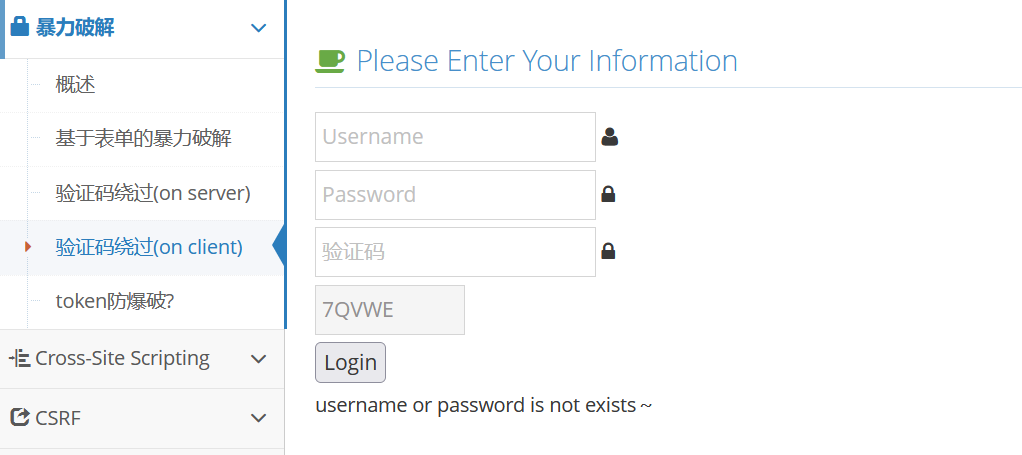 暴力破解
概述
基于表单的暴力破解
验证码绕过(on server)
验证码绕过(on client)
token防爆破?
Cross-Site Scripting
CSRF
Please Enter Your Information
Username
Password
验证码
7QVWE
Login
username or password is not exists～